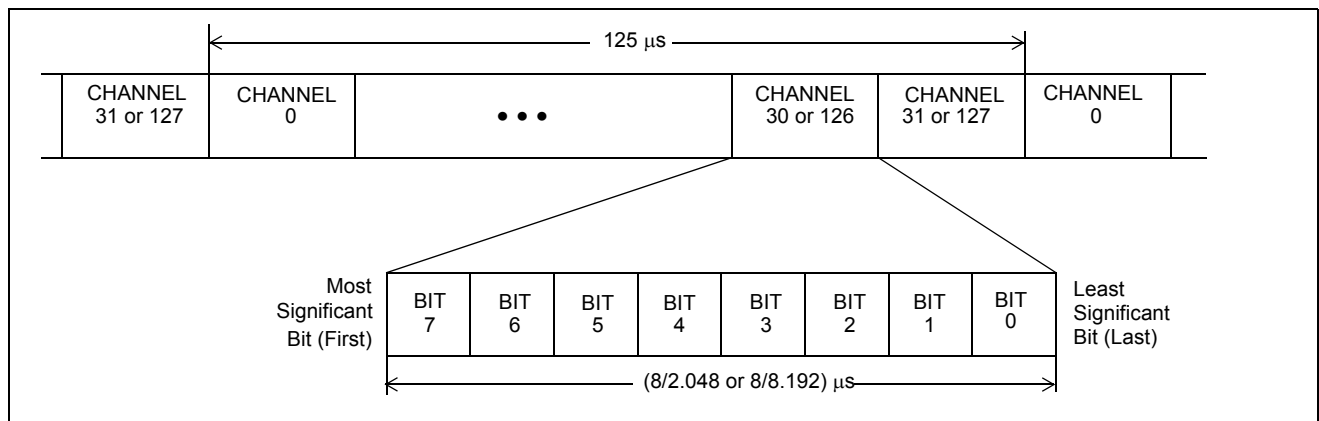 125 μs
CHANNEL
31 or 127
CHANNEL
0
• • •
CHANNEL
30 or 126
CHANNEL
31 or 127
CHANNEL
0
Most
Significant
Bit (First)
BIT
7
BIT
6
BIT
5
BIT
4
BIT
3
BIT
2
BIT
1
BIT
0
Least
Significant
Bit (Last)
(8/2.048 or 8/8.192) μs